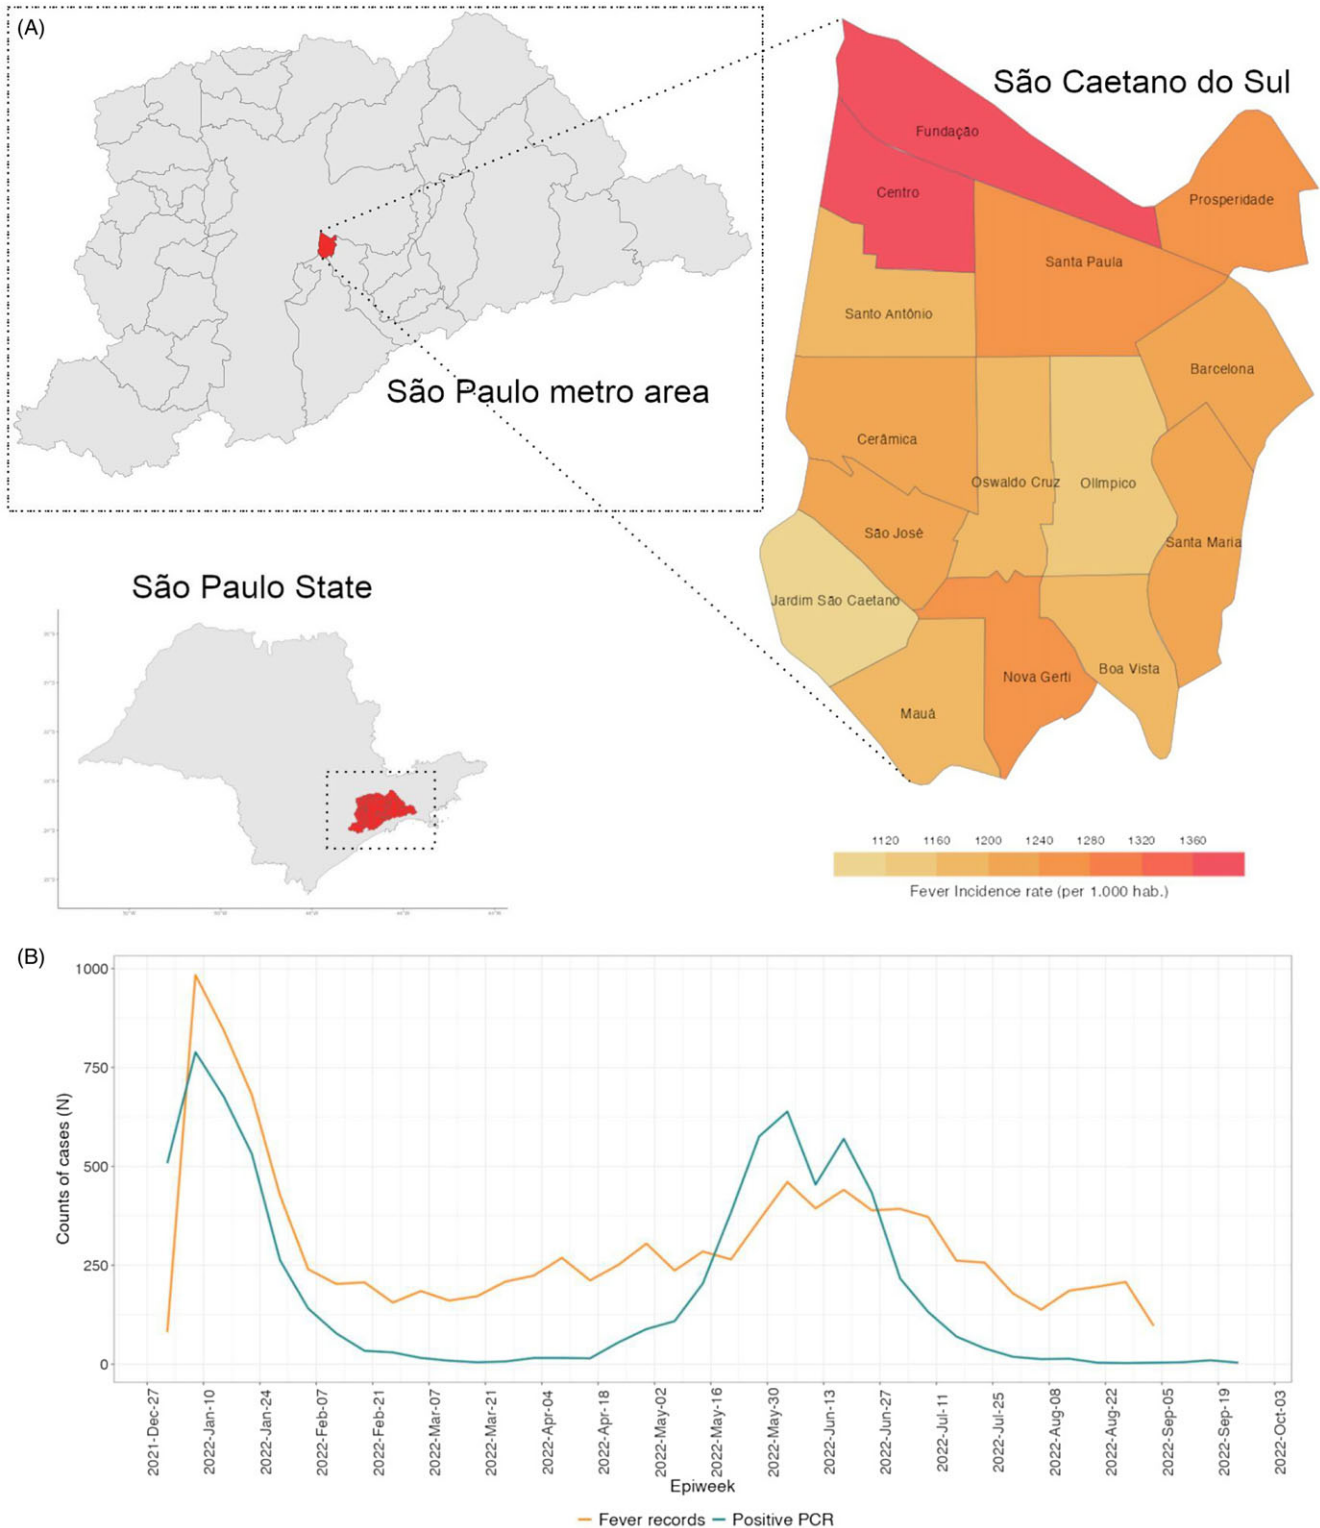 (A)
São Caetano do Sul
Fundação
Centro
Prosperidade
Santa Paula
Santo Antônio
Barcelona
São Paulo metro area
Cerâmica
Oswaldo Cruz
Olímpico
São José
Santa Maria
São Paulo State
Jardim São Caetano
Boa Vista
Nova Gerti
Mauá
1120 1160 1200 1240 1280 1320 1360
Fever Incidence rate (per 1.000 hab.)
(B)
Counts of cases (N)
1000
750
500
250
0
2021-Dec-27
2022-Jan-10
2022-Jan-24
2022-Feb-07
2022-Feb-21
2022-Mar-07
2022-Mar-21
2022-Apr-04
2022-Apr-18
2022-May-02
2022-May-16
2022-May-30
2022-Jun-13
2022-Jun-27
2022-Jul-11
2022-Jul-25
2022-Aug-08
2022-Aug-22
2022-Sep-05
2022-Sep-19
2022-Oct-03
Epiweek
Fever records Positive PCR